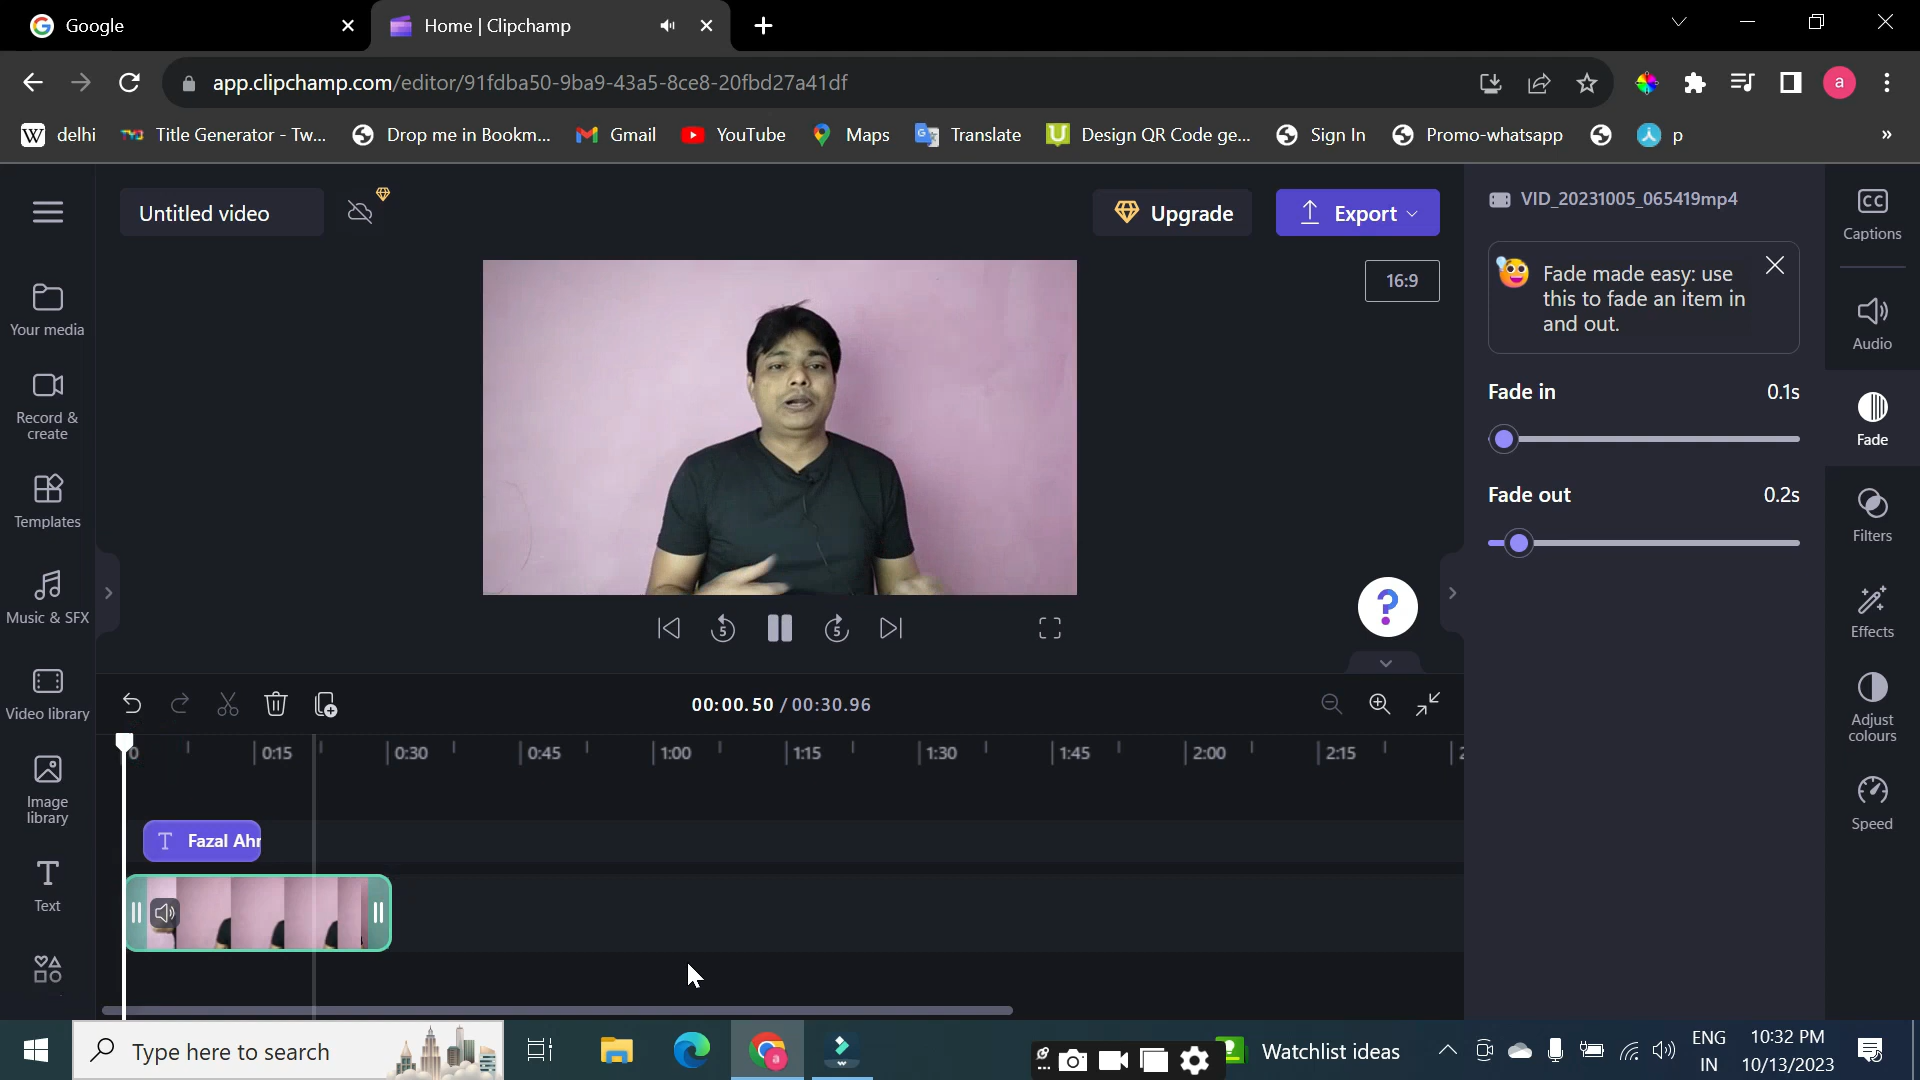 Google
Home | Clipchamp
app.clipchamp.com/editor/91fdba50-9ba9-43a5-8ce8-20fbd27a41df
a
W delhi
Title Generator - Tw...
Drop me in Bookm...
Gmail
YouTube
Maps
Translate
Design QR Code ge...
Sign In
Promo-whatsapp
p
»
Untitled video
Upgrade
Export
16:9
VID_20231005_065419mp4
Fade made easy: use
this to fade an item in
and out.
Fade in 0.1s
Fade out 0.2s
CC
Captions
Audio
Fade
Filters
Effects
Adjust
colours
Speed
Your media
Record &
create
Templates
Music & SFX
Video library
Image
library
T
Text
5
5
?
00:00.50 / 00:30.96
0
0:15
0:30
0:45
1:00
1:15
1:30
1:45
2:00
2:15
2
T Fazal Ahr
Type here to search
a
Watchlist ideas
ENG
IN
10:32 PM
10/13/2023